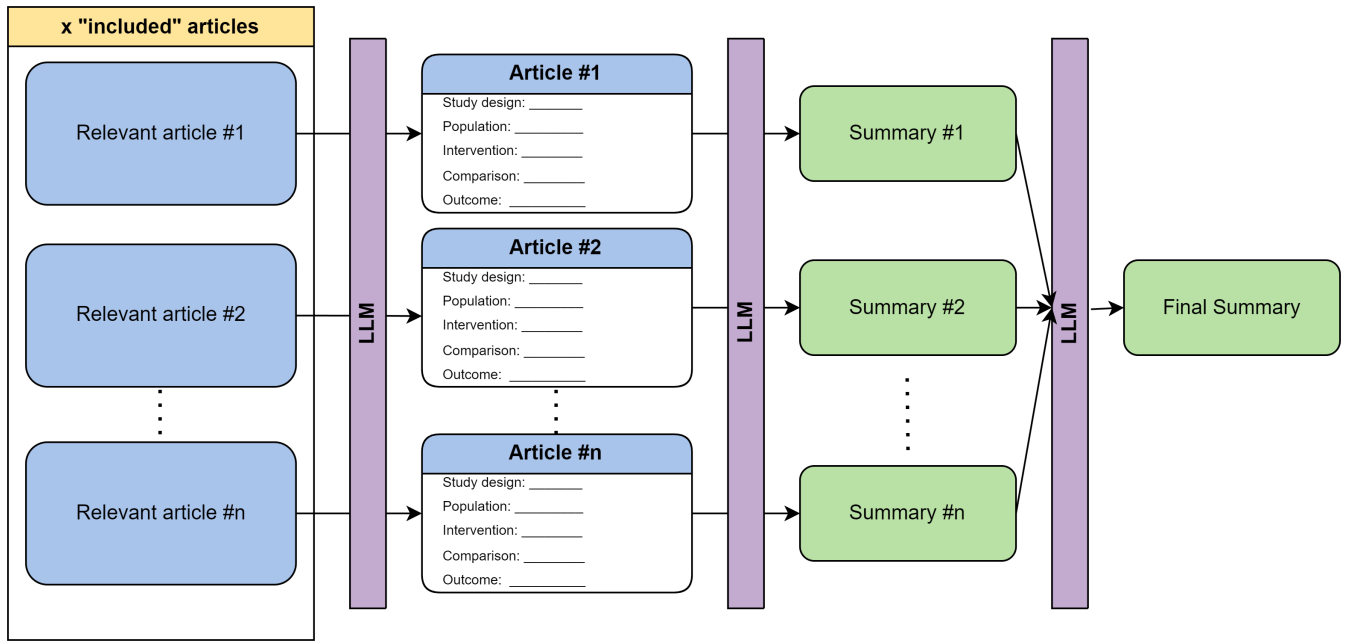 x "included" articles
Relevant article #1
Relevant article #2
Relevant article #n
LLM
Article #1
Study design: _______
Population: _________
Intervention: ________
Comparison: ________
Outcome: __________
Article #2
Study design: _______
Population: _________
Intervention: ________
Comparison: ________
Outcome: __________
Article #n
Study design: _______
Population: _________
Intervention: ________
Comparison: ________
Outcome: __________
LLM
Summary #1
Summary #2
Summary #n
LLM
Final Summary